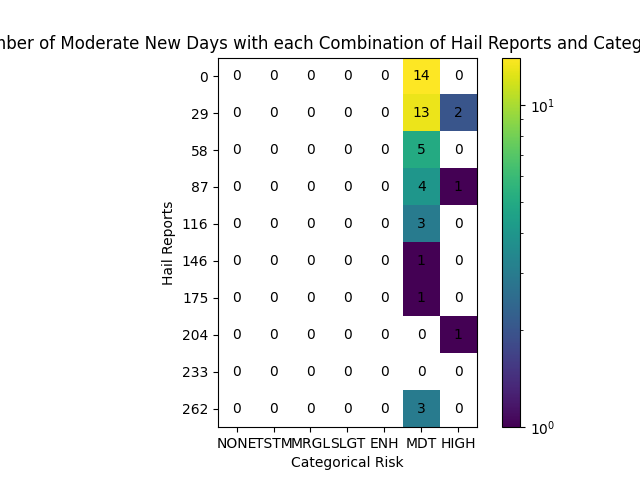 of Moderate New Days with each Combination of Hail Reports and
0 0 0 0 0 0 14 0
29 0 0 0 0 0 13 2
58 0 0 0 0 0 5 0
87 0 0 0 0 0 4 1
116 0 0 0 0 0 3 0
146 0 0 0 0 0 1 0
175 0 0 0 0 0 1 0
204 0 0 0 0 0 0 1
233 0 0 0 0 0 0 0
262 0 0 0 0 0 3 0
NONE TSTM MRGL SLGT ENH MDT HIGH
Categorical Risk
Hail Reports
10¹
10⁰